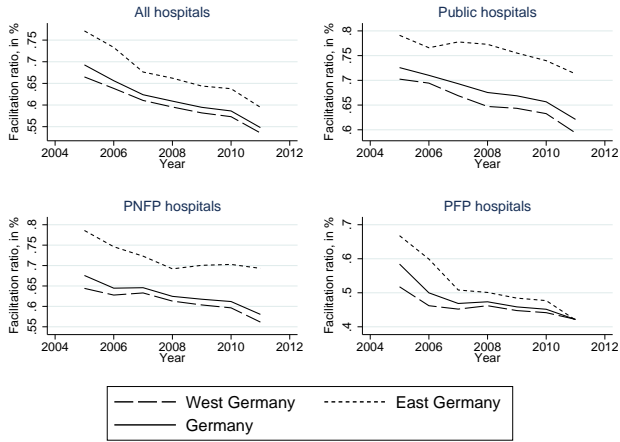 All hospitals
Facilitation ratio, in %
.55 .6 .65 .7 .75
2004 2006 2008 2010 2012
Year
Public hospitals
Facilitation ratio, in %
.6 .65 .7 .75 .8
2004 2006 2008 2010 2012
Year
PNFP hospitals
Facilitation ratio, in %
.55 .6 .65 .7 .75 .8
2004 2006 2008 2010 2012
Year
PFP hospitals
Facilitation ratio, in %
.4 .5 .6 .7
2004 2006 2008 2010 2012
Year
West Germany
East Germany
Germany